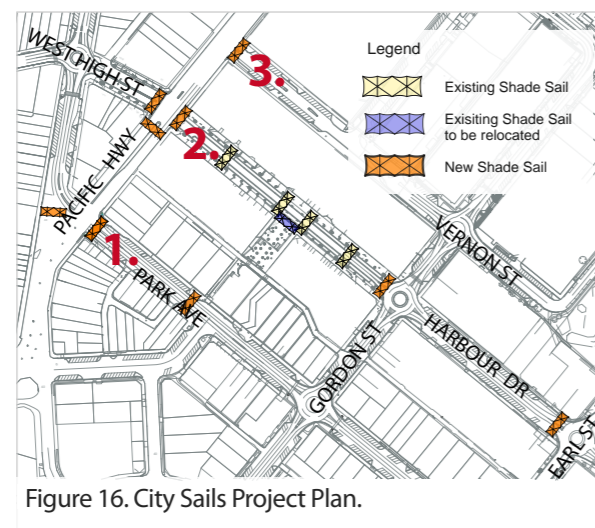 WEST HIGH ST
PACIFIC HWY
3.
2.
1.
PARK AVE
Legend
Existing Shade Sail
Exisiting Shade Sail
to be relocated
New Shade Sail
VERNON ST
GORDON ST
HARBOUR DR
EARL ST
Figure 16. City Sails Project Plan.